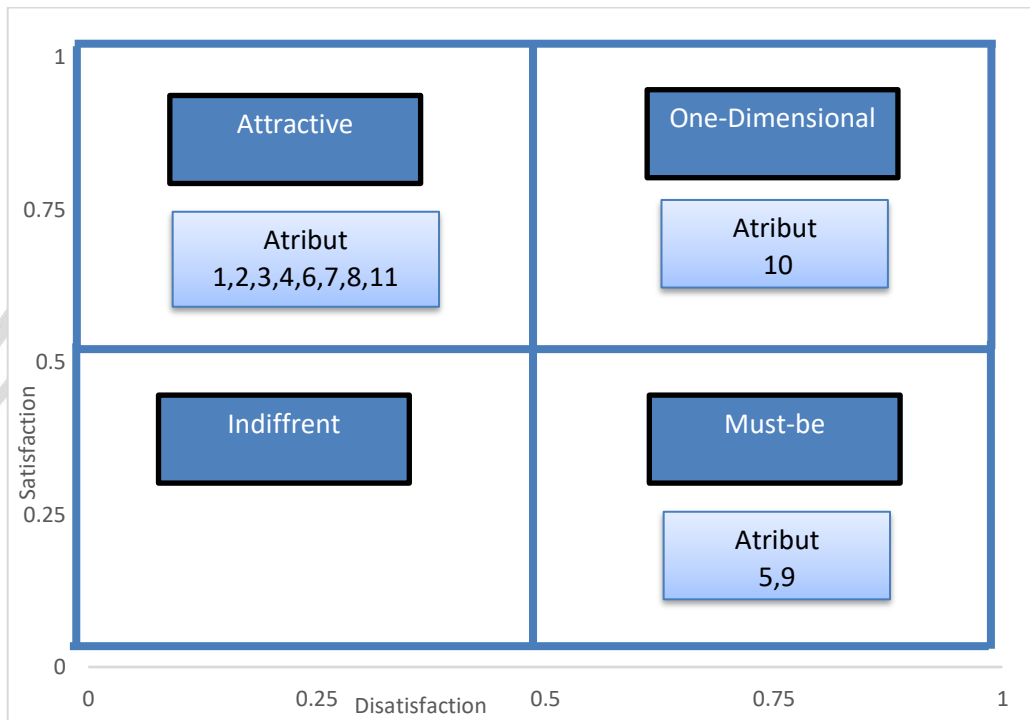 1
Attractive
One-Dimensional
0.75
Atribut
1,2,3,4,6,7,8,11
Atribut
10
0.5
Satisfaction
Indiffrent
Must-be
0.25
Atribut
5,9
0
0
0.25
Disatisfaction
0.5
0.75
1